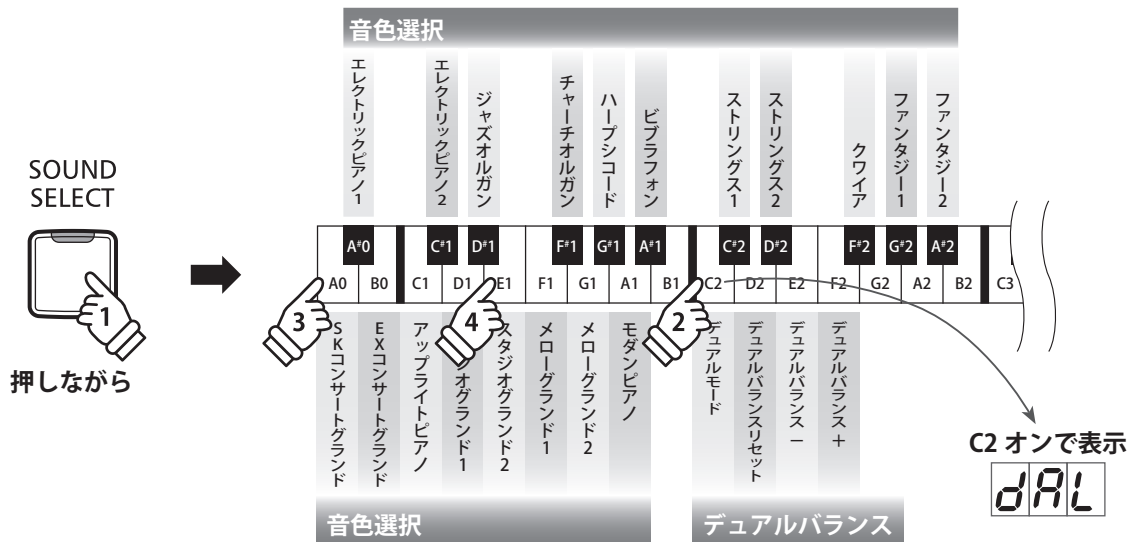 音色選択
エレクトリックピアノ1
エレクトリックピアノ2
ジャズオルガン
チャーチオルガン
ハープシコード
ビブラフォン
ストリングス1
ストリングス2
クワイア
ファンタジー1
ファンタジー2
SOUND
SELECT
1
押しながら
A#0 C#1 D#1 F#1 G#1 A#1 C#2 D#2 F#2 G#2 A#2
A0 B0 C1 D1 E1 F1 G1 A1 B1 C2 D2 E2 F2 G2 A2 B2 C3
3
4
2
SKコンサートグランド
EXコンサートグランド
アップライトピアノ
オグランド1
スタジオグランド2
メローグランド1
メローグランド2
モダンピアノ
デュアルモード
デュアルバランスリセット
デュアルバランス −
デュアルバランス +
音色選択
デュアルバランス
C2 オンで表示
dAL